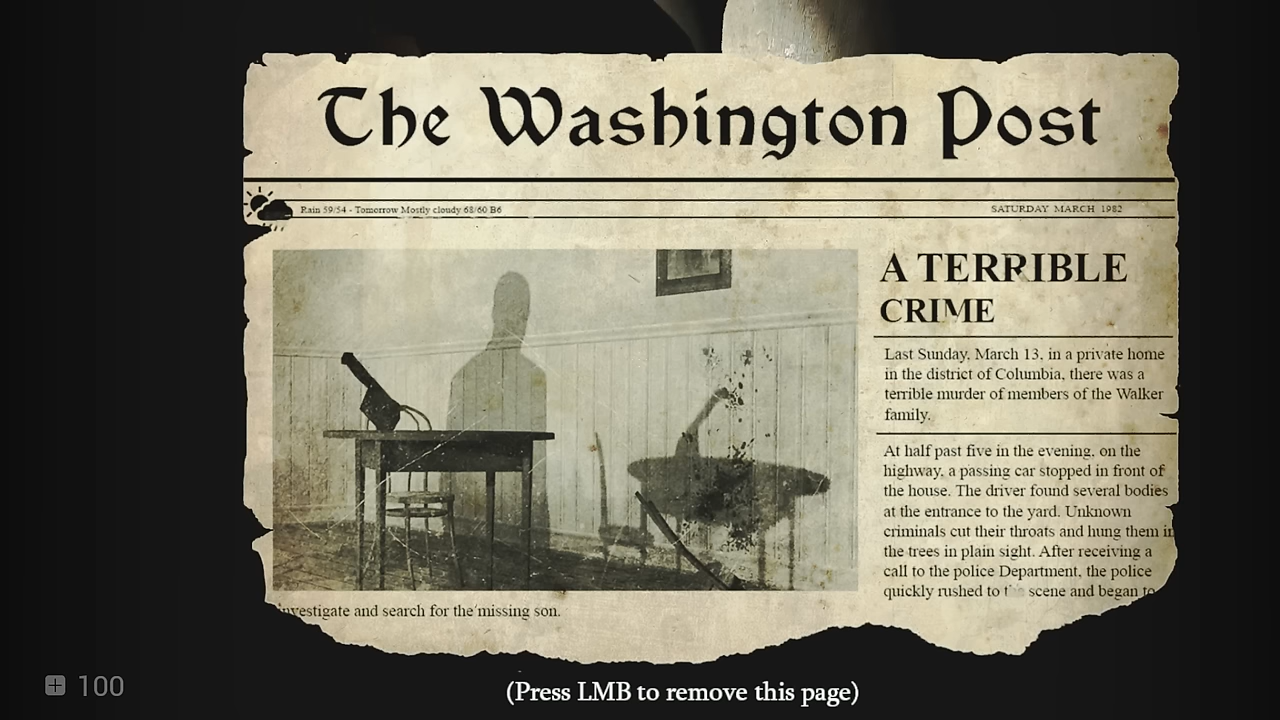 The Washington Post
Rain 59/54 - Tomorrow Mostly cloudy 68/60 B6
SATURDAY MARCH 1982
A TERRIBLE
CRIME
Last Sunday, March 13, in a private home
in the district of Columbia, there was a
terrible murder of members of the Walker
family.
At half past five in the evening, on the
highway, a passing car stopped in front of
the house. The driver found several bodies
at the entrance to the yard. Unknown
criminals cut their throats and hung them in
the trees in plain sight. After receiving a
call to the police Department, the police
quickly rushed to the scene and began to
investigate and search for the missing son.
100
(Press LMB to remove this page)